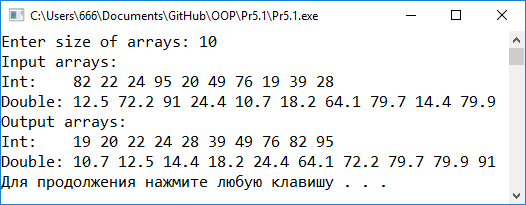 C:\Users\666\Documents\GitHub\OOP\Pr5.1\Pr5.1.exe
Enter size of arrays: 10
Input arrays:
Int:    82 22 24 95 20 49 76 19 39 28
Double: 12.5 72.2 91 24.4 10.7 18.2 64.1 79.7 14.4 79.9
Output arrays:
Int:    19 20 22 24 28 39 49 76 82 95
Double: 10.7 12.5 14.4 18.2 24.4 64.1 72.2 79.7 79.9 91
Для продолжения нажмите любую клавишу . . .